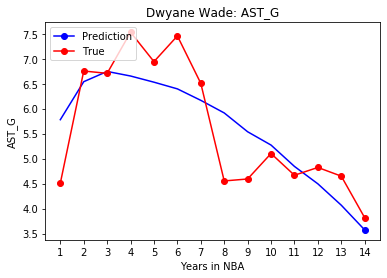 Dwyane Wade: AST_G
Prediction
True
AST_G
7.5
7.0
6.5
6.0
5.5
5.0
4.5
4.0
3.5
1 2 3 4 5 6 7 8 9 10 11 12 13 14
Years in NBA